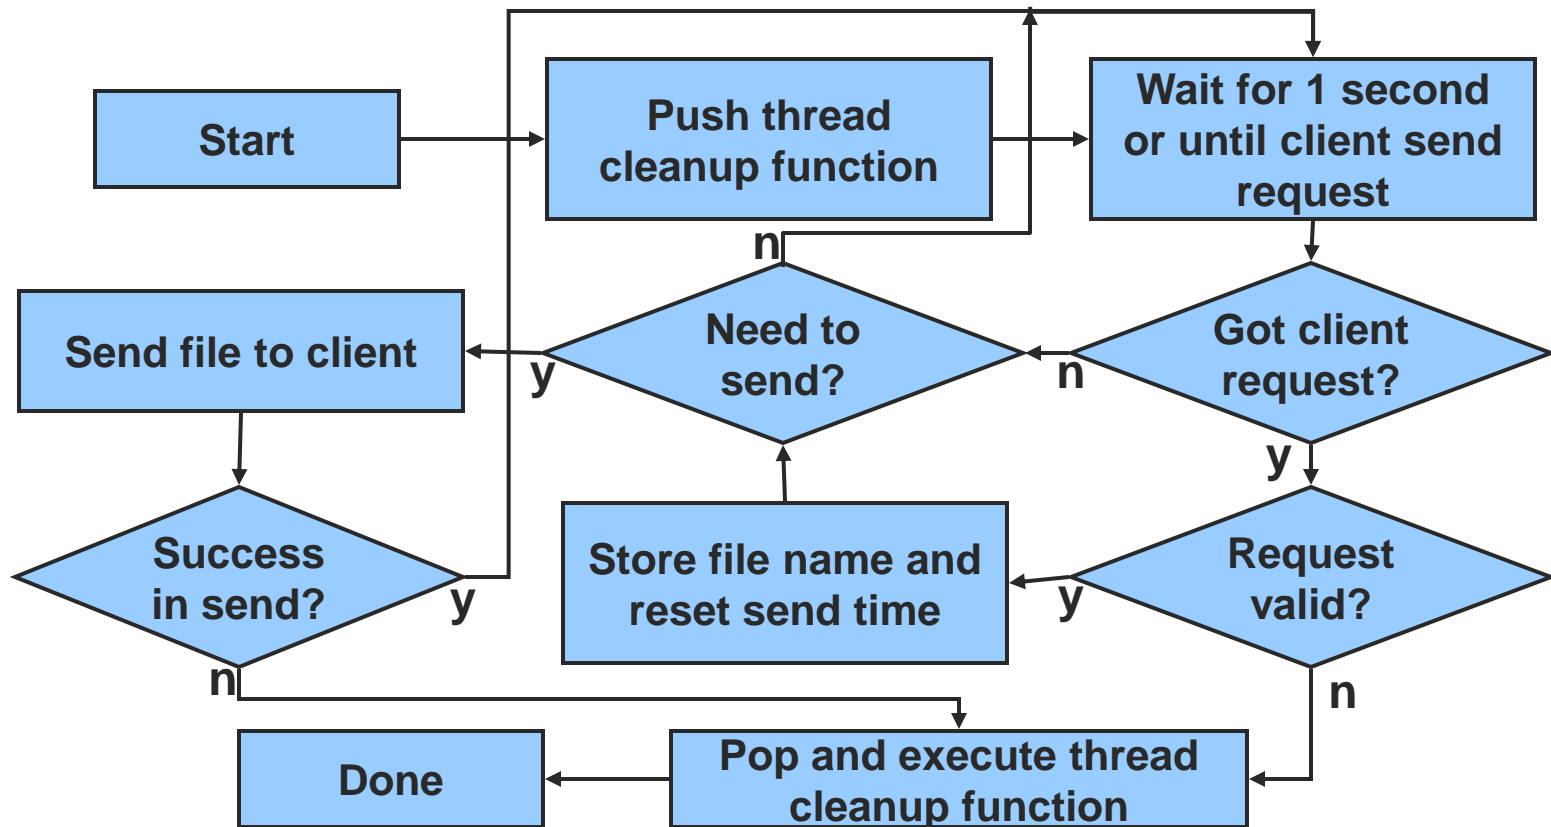 Start
Push thread
cleanup function
Wait for 1 second
or until client send
request
n
Send file to client
y
Need to
send?
n
Got client
request?
y
Success
in send?
y
Store file name and
reset send time
y
Request
valid?
n
n
Done
Pop and execute thread
cleanup function